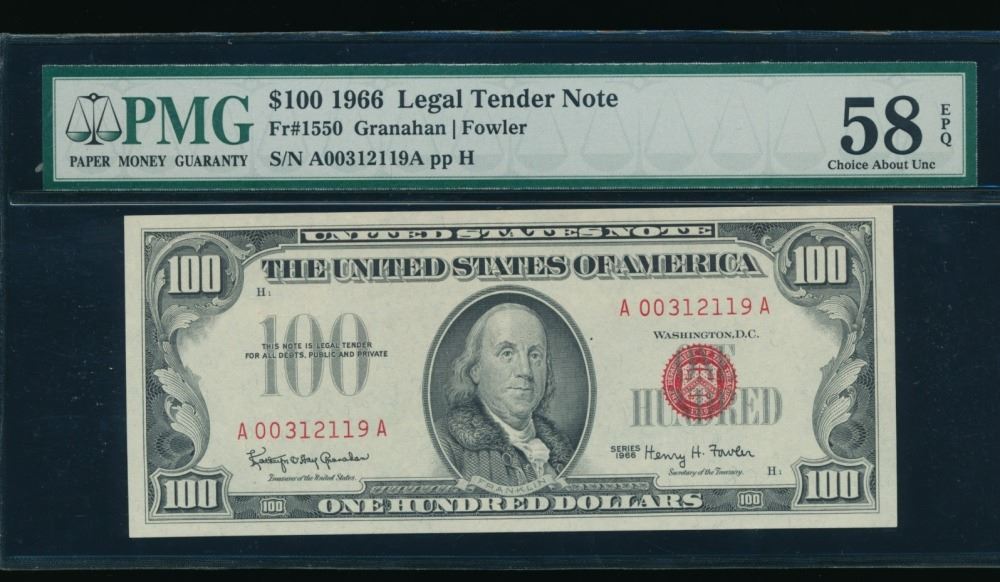 PMG
PAPER MONEY GUARANTY
$100 1966 Legal Tender Note
Fr#1550 Granahan | Fowler
S/N A00312119A pp H
58
EPQ
Choice About Unc
UNITED STATES NOTE
THE UNITED STATES OF AMERICA
100
100
H1
A 00312119 A
WASHINGTON, D.C.
100
THIS NOTE IS LEGAL TENDER
FOR ALL DEBTS, PUBLIC AND PRIVATE
ONE
HUNDRED
A 00312119 A
Kathryn O'Hay Granahan
Treasurer of the United States.
SERIES
1966
Henry H. Fowler
Secretary of the Treasury.
H1
FRANKLIN
100
100
ONE HUNDRED DOLLARS
100
100